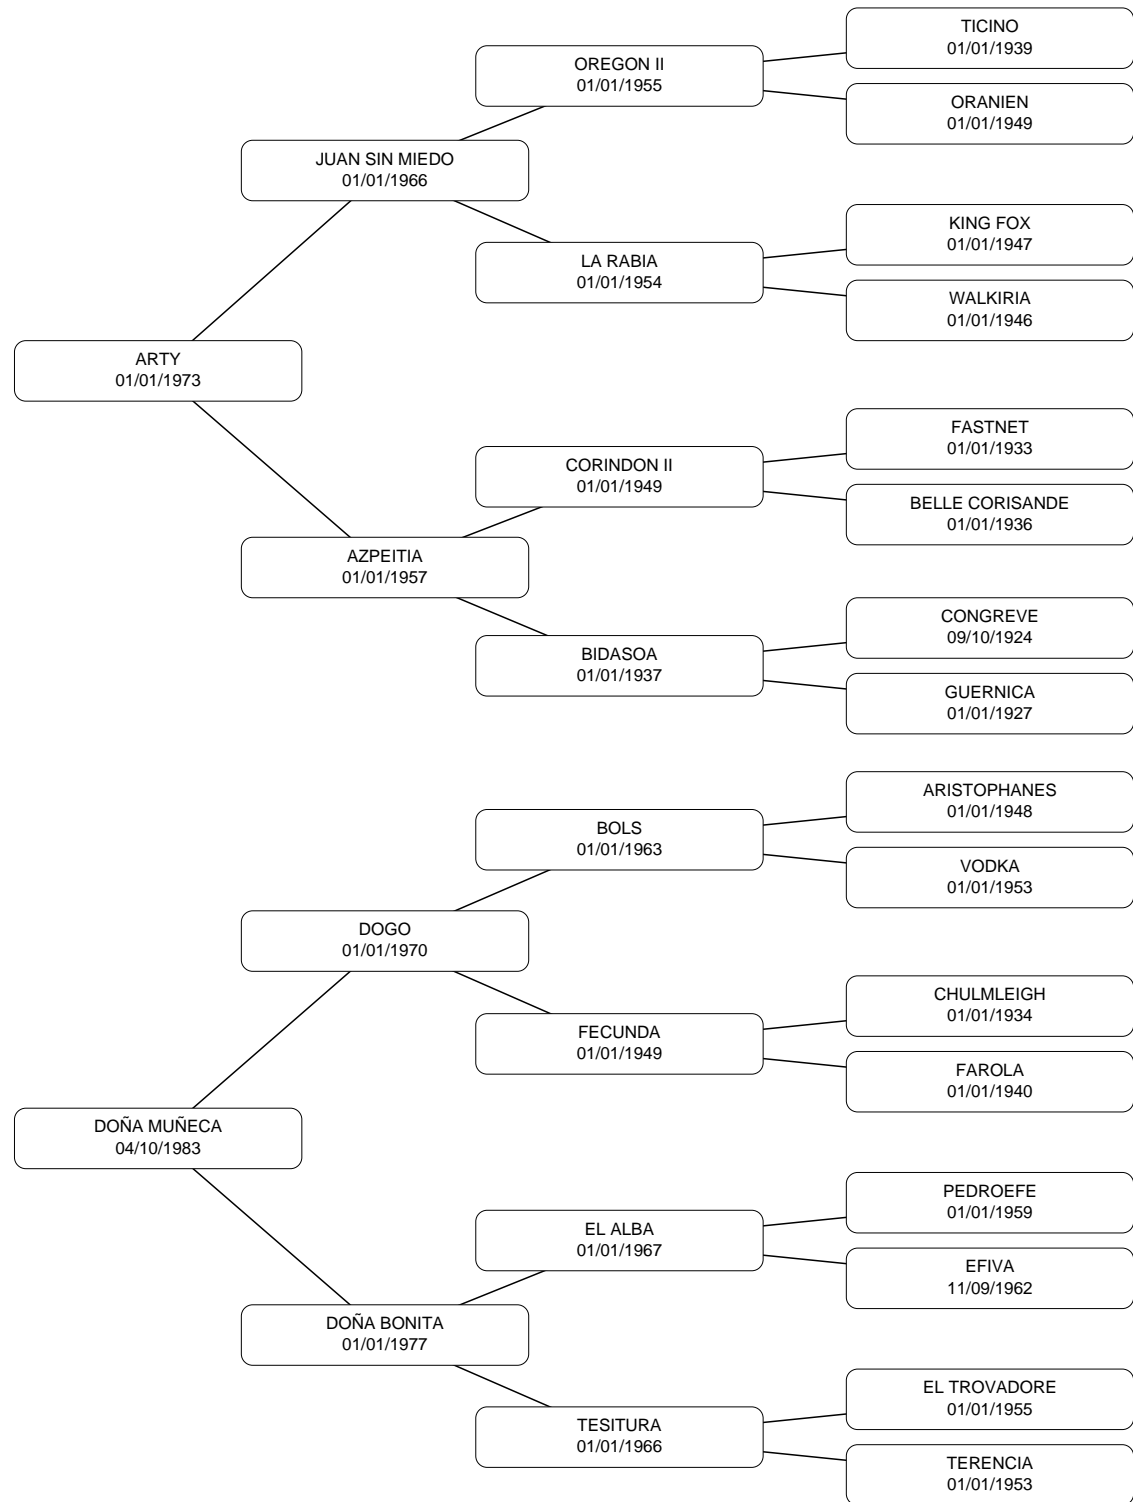 TICINO
01/01/1939
OREGON II
01/01/1955
ORANIEN
01/01/1949
JUAN SIN MIEDO
01/01/1966
KING FOX
01/01/1947
LA RABIA
01/01/1954
WALKIRIA
01/01/1946
ARTY
01/01/1973
FASTNET
01/01/1933
CORINDON II
01/01/1949
BELLE CORISANDE
01/01/1936
AZPEITIA
01/01/1957
CONGREVE
09/10/1924
BIDASOA
01/01/1937
GUERNICA
01/01/1927
ARISTOPHANES
01/01/1948
BOLS
01/01/1963
VODKA
01/01/1953
DOGO
01/01/1970
CHULMLEIGH
01/01/1934
FECUNDA
01/01/1949
FAROLA
01/01/1940
DOÑA MUÑECA
04/10/1983
PEDROEFE
01/01/1959
EL ALBA
01/01/1967
EFIVA
11/09/1962
DOÑA BONITA
01/01/1977
EL TROVADORE
01/01/1955
TESITURA
01/01/1966
TERENCIA
01/01/1953